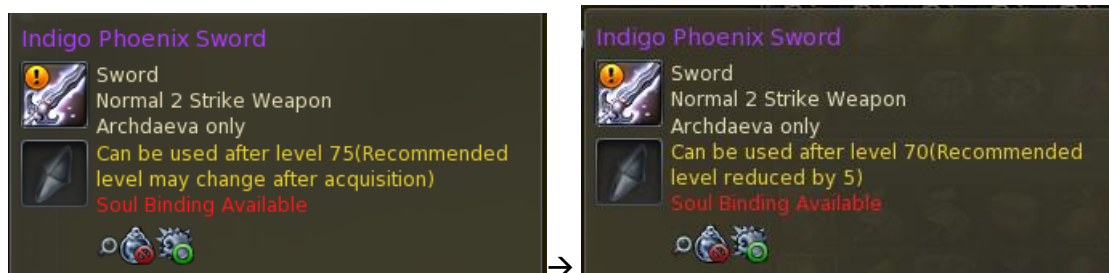 Indigo Phoenix Sword
Sword
Normal 2 Strike Weapon
Archdaeva only
Can be used after level 75(Recommended
level may change after acquisition)
Soul Binding Available
→
Indigo Phoenix Sword
Sword
Normal 2 Strike Weapon
Archdaeva only
Can be used after level 70(Recommended
level reduced by 5)
Soul Binding Available